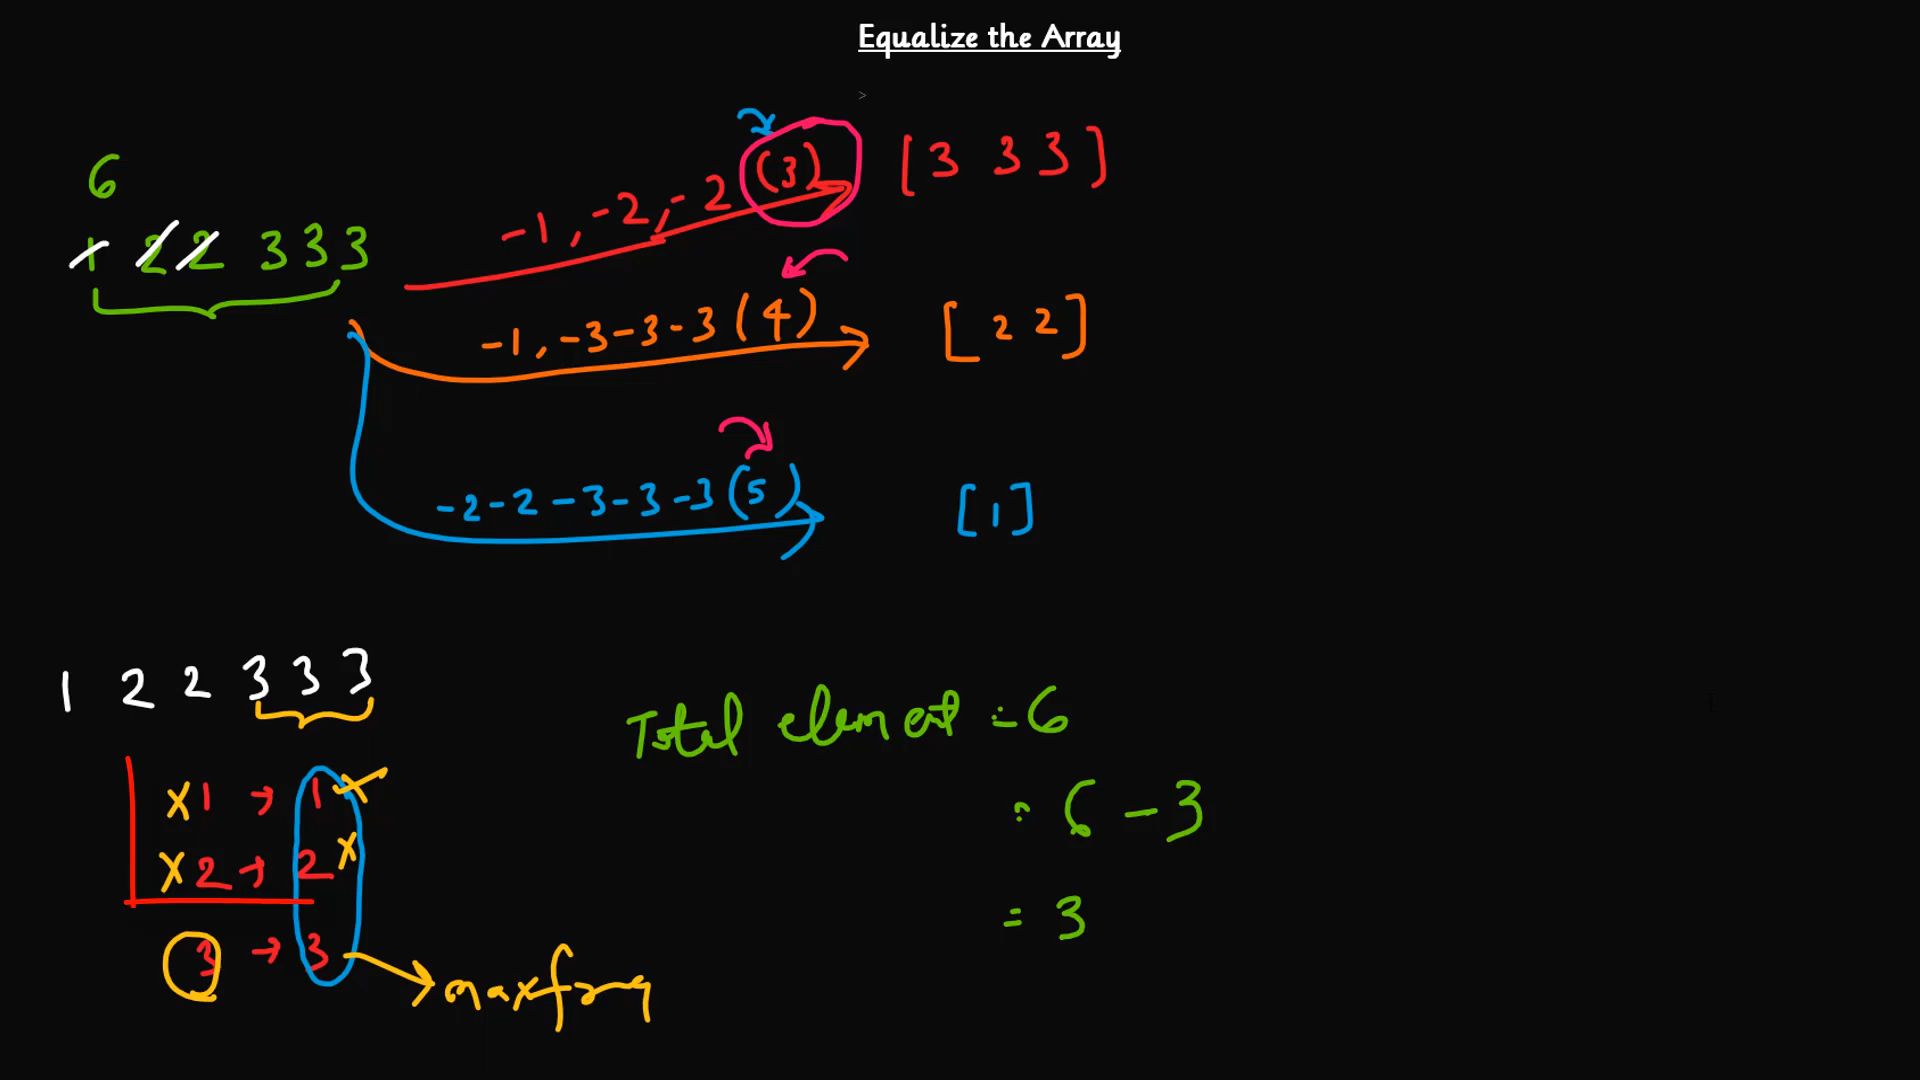 Equalize the Array
>
6
1 2 2 3 3 3
-1, -2, -2 (3)
[3 3 3]
-1, -3 -3 -3 (4)
[2 2]
-2 -2 -3 -3 -3 (5)
[1]
1 2 2 3 3 3
x 1 → 1 x
x 2 → 2 x
3 → 3
maxfreq
Total element = 6
= 6 - 3
= 3